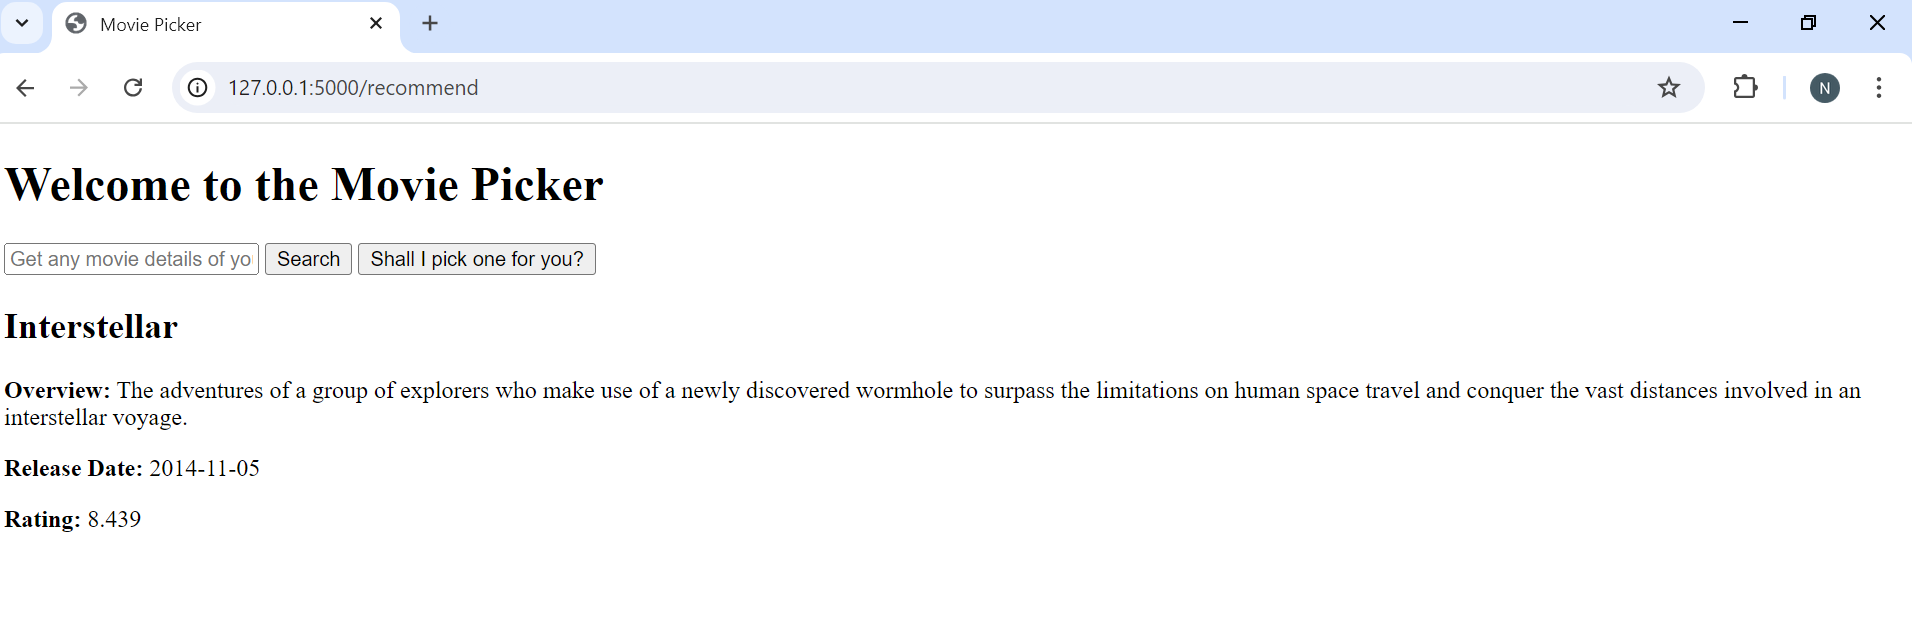 Movie Picker
127.0.0.1:5000/recommend
N
Welcome to the Movie Picker
Get any movie details of yo
Search
Shall I pick one for you?
Interstellar
Overview: The adventures of a group of explorers who make use of a newly discovered wormhole to surpass the limitations on human space travel and conquer the vast distances involved in an
interstellar voyage.
Release Date: 2014-11-05
Rating: 8.439